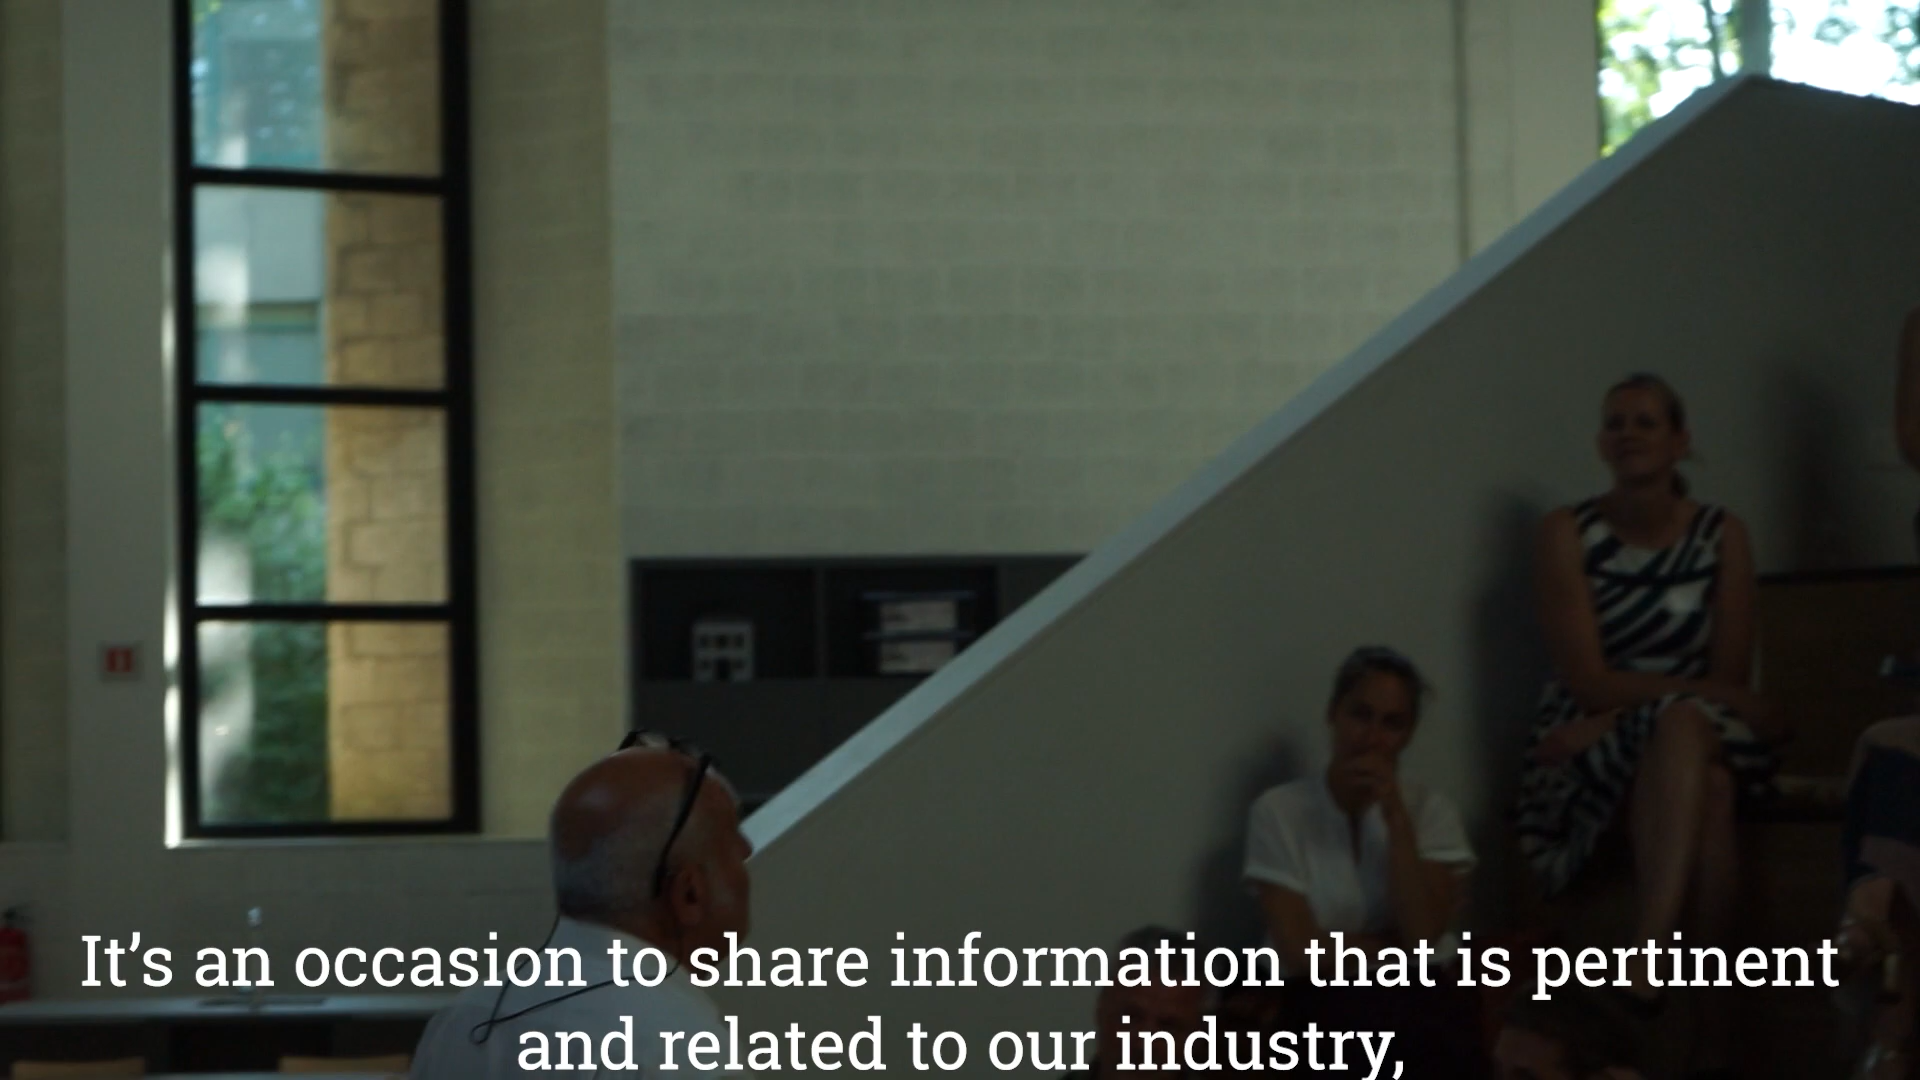 It’s an occasion to share information that is pertinent
and related to our industry,